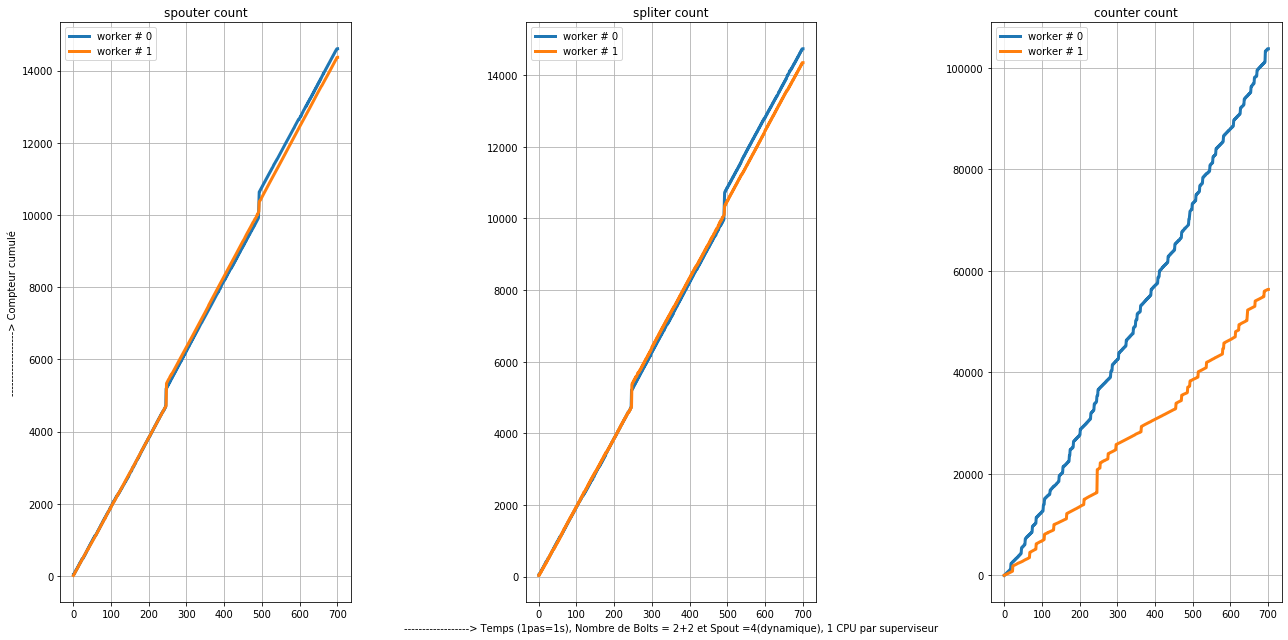 spouter count
worker # 0
worker # 1
14000
12000
10000
8000
6000
4000
2000
0
0 100 200 300 400 500 600 700
------------------> Compteur cumulé
spliter count
worker # 0
worker # 1
14000
12000
10000
8000
6000
4000
2000
0
0 100 200 300 400 500 600 700
counter count
worker # 0
worker # 1
100000
80000
60000
40000
20000
0
0 100 200 300 400 500 600 700
------------------> Temps (1pas=1s), Nombre de Bolts = 2+2 et Spout =4(dynamique), 1 CPU par superviseur